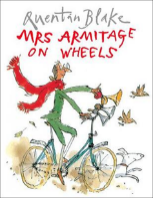 Quentin Blake
MRS ARMITAGE
ON WHEELS